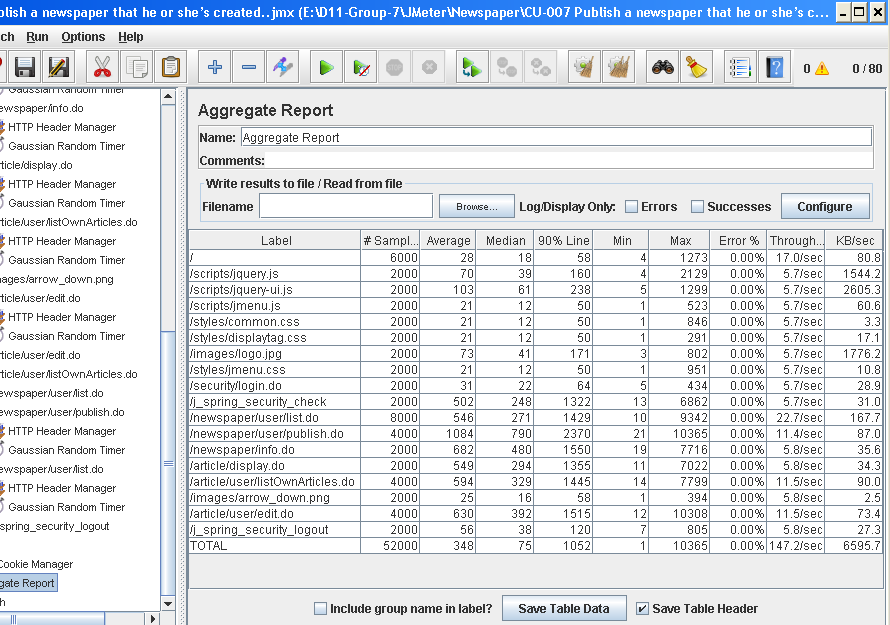 blish a newspaper that he or she's created..jmx (E:\D11-Group-7\JMeter\Newspaper\CU-007 Publish a newspaper that he or she's c...
ch Run Options Help
0 0 / 80
Gaussian Random Timer
ewspaper/info.do
HTTP Header Manager
Gaussian Random Timer
rticle/display.do
HTTP Header Manager
Gaussian Random Timer
rticle/user/listOwnArticles.do
HTTP Header Manager
Gaussian Random Timer
mages/arrow_down.png
rticle/user/edit.do
HTTP Header Manager
Gaussian Random Timer
rticle/user/edit.do
rticle/user/listOwnArticles.do
ewspaper/user/list.do
ewspaper/user/publish.do
HTTP Header Manager
Gaussian Random Timer
ewspaper/user/list.do
HTTP Header Manager
Gaussian Random Timer
spring_security_logout
Cookie Manager
gate Report
h
Aggregate Report
Name: Aggregate Report
Comments:
Write results to file / Read from file
Filename Browse... Log/Display Only: Errors Successes Configure
Label # Sampl... Average Median 90% Line Min Max Error % Through... KB/sec
/ 6000 28 18 58 4 1273 0.00% 17.0/sec 80.8
/scripts/jquery.js 2000 70 39 160 4 2129 0.00% 5.7/sec 1544.2
/scripts/jquery-ui.js 2000 103 61 238 5 1299 0.00% 5.7/sec 2605.3
/scripts/jmenu.js 2000 21 12 50 1 523 0.00% 5.7/sec 60.6
/styles/common.css 2000 21 12 50 1 846 0.00% 5.7/sec 3.3
/styles/displaytag.css 2000 21 12 50 1 291 0.00% 5.7/sec 17.1
/images/logo.jpg 2000 73 41 171 3 802 0.00% 5.7/sec 1776.2
/styles/jmenu.css 2000 21 12 50 1 951 0.00% 5.7/sec 10.8
/security/login.do 2000 31 22 64 5 434 0.00% 5.7/sec 28.9
/j_spring_security_check 2000 502 248 1322 13 6862 0.00% 5.7/sec 31.0
/newspaper/user/list.do 8000 546 271 1429 10 9342 0.00% 22.7/sec 167.7
/newspaper/user/publish.do 4000 1084 790 2370 21 10365 0.00% 11.4/sec 87.0
/newspaper/info.do 2000 682 480 1550 19 7716 0.00% 5.8/sec 35.6
/article/display.do 2000 549 294 1355 11 7022 0.00% 5.8/sec 34.3
/article/user/listOwnArticles.do 4000 594 329 1445 14 7799 0.00% 11.5/sec 90.0
/images/arrow_down.png 2000 25 16 58 1 394 0.00% 5.8/sec 2.5
/article/user/edit.do 4000 630 392 1515 12 10308 0.00% 11.5/sec 73.4
/j_spring_security_logout 2000 56 38 120 7 805 0.00% 5.8/sec 27.3
TOTAL 52000 348 75 1052 1 10365 0.00% 147.2/sec 6595.7
Include group name in label? Save Table Data Save Table Header